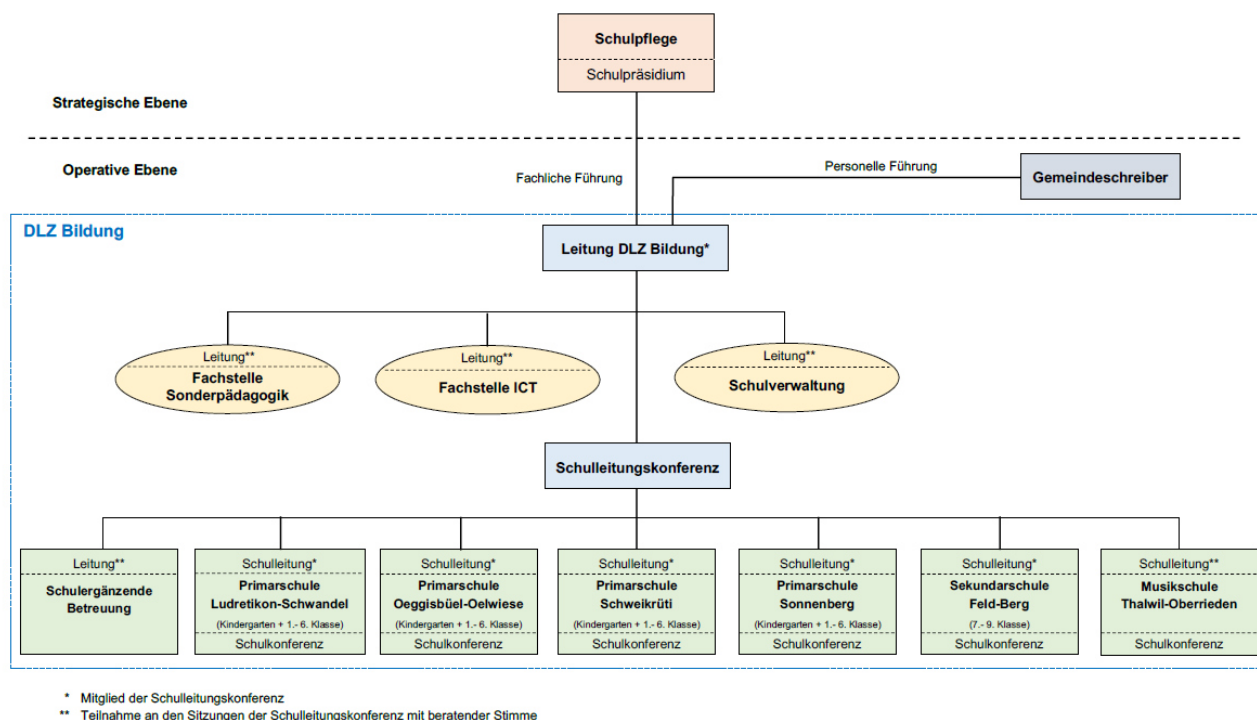 Schulpflege
Schulpräsidium
Strategische Ebene
Operative Ebene
Fachliche Führung
Personelle Führung
Gemeindeschreiber
DLZ Bildung
Leitung DLZ Bildung*
Leitung**
Fachstelle
Sonderpädagogik
Leitung**
Fachstelle ICT
Leitung**
Schulverwaltung
Schulleitungskonferenz
Leitung**
Schulergänzende
Betreuung
Schulleitung*
Primarschule
Ludretikon-Schwandel
(Kindergarten + 1.- 6. Klasse)
Schulkonferenz
Schulleitung*
Primarschule
Oeggisbüel-Oelwiese
(Kindergarten + 1.- 6. Klasse)
Schulkonferenz
Schulleitung*
Primarschule
Schweikrüti
(Kindergarten + 1.- 6. Klasse)
Schulkonferenz
Schulleitung*
Primarschule
Sonnenberg
(Kindergarten + 1.- 6. Klasse)
Schulkonferenz
Schulleitung*
Sekundarschule
Feld-Berg
(7.- 9. Klasse)
Schulkonferenz
Schulleitung**
Musikschule
Thalwil-Oberrieden
Schulkonferenz
* Mitglied der Schulleitungskonferenz
** Teilnahme an den Sitzungen der Schulleitungskonferenz mit beratender Stimme